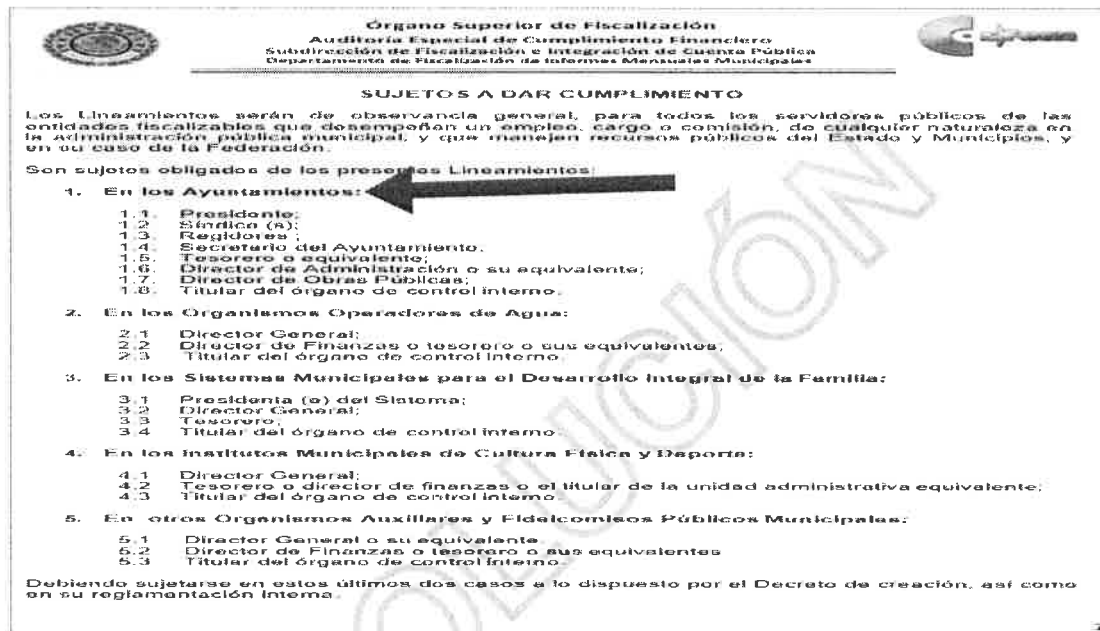 Órgano Superior de Fiscalización
Auditoría Especial de Cumplimiento Financiero
Subdirección de Fiscalización e Integración de Cuenta Pública
Departamento de Fiscalización de Informes Mensuales Municipales
SUJETOS A DAR CUMPLIMIENTO
Los Lineamientos serán de observancia general, para todos los servidores públicos de las
entidades fiscalizables que desempeñan un empleo, cargo o comisión, de cualquier naturaleza en
la administración pública municipal, y que manejen recursos públicos del Estado y Municipios, y
en su caso de la Federación.
Son sujetos obligados de los presentes Lineamientos:
1. En los Ayuntamientos:
1.1. Presidente;
1.2. Síndico (s);
1.3. Regidores ;
1.4. Secretario del Ayuntamiento.
1.5. Tesorero o equivalente;
1.6. Director de Administración o su equivalente;
1.7. Director de Obras Públicas;
1.8. Titular del órgano de control interno.
2. En los Organismos Operadores de Agua:
2.1 Director General;
2.2 Director de Finanzas o tesorero o sus equivalentes;
2.3 Titular del órgano de control interno.
3. En los Sistemas Municipales para el Desarrollo Integral de la Familia:
3.1 Presidenta (e) del Sistema;
3.2 Director General;
3.3 Tesorero;
3.4 Titular del órgano de control interno.
4. En los Institutos Municipales de Cultura Física y Deporte:
4.1 Director General;
4.2 Tesorero o director de finanzas o el titular de la unidad administrativa equivalente;
4.3 Titular del órgano de control interno.
5. En otros Organismos Auxiliares y Fideicomisos Públicos Municipales:
5.1 Director General o su equivalente.
5.2 Director de Finanzas o tesorero o sus equivalentes
5.3 Titular del órgano de control interno.
Debiendo sujetarse en estos últimos dos casos a lo dispuesto por el Decreto de creación, así como
en su reglamentación interna.